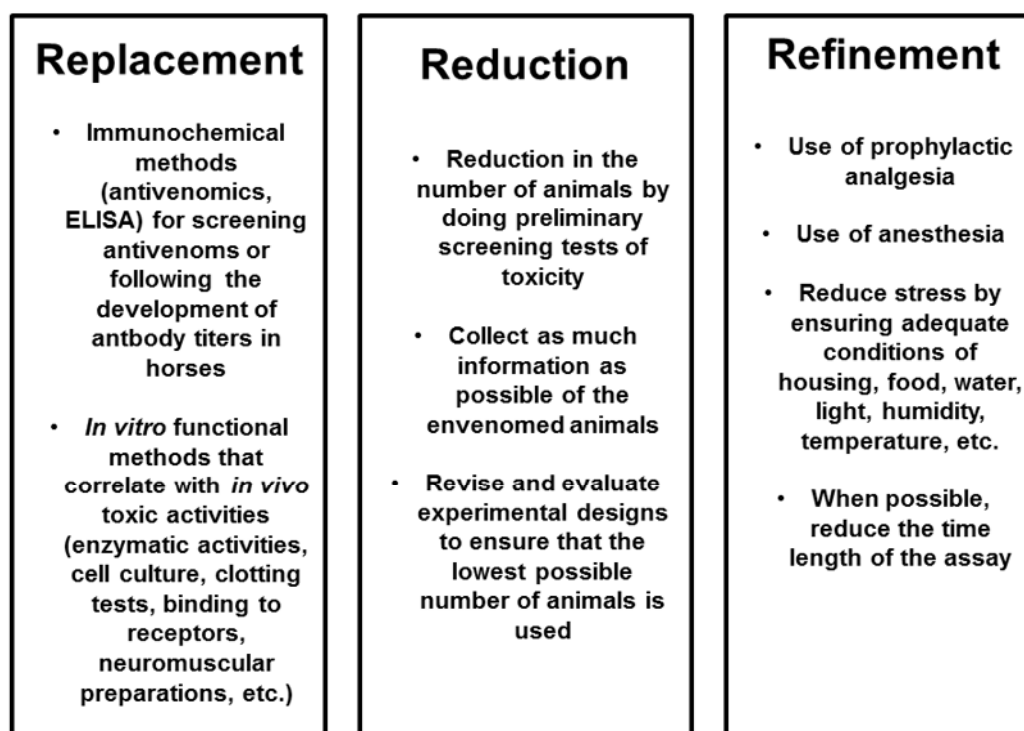 Replacement
• Immunochemical
methods
(antivenomics,
ELISA) for screening
antivenoms or
following the
development of
antbody titers in
horses
• In vitro functional
methods that
correlate with in vivo
toxic activities
(enzymatic activities,
cell culture, clotting
tests, binding to
receptors,
neuromuscular
preparations, etc.)
Reduction
• Reduction in the
number of animals by
doing preliminary
screening tests of
toxicity
• Collect as much
information as
possible of the
envenomed animals
• Revise and evaluate
experimental designs
to ensure that the
lowest possible
number of animals is
used
Refinement
• Use of prophylactic
analgesia
• Use of anesthesia
• Reduce stress by
ensuring adequate
conditions of
housing, food, water,
light, humidity,
temperature, etc.
• When possible,
reduce the time
length of the assay